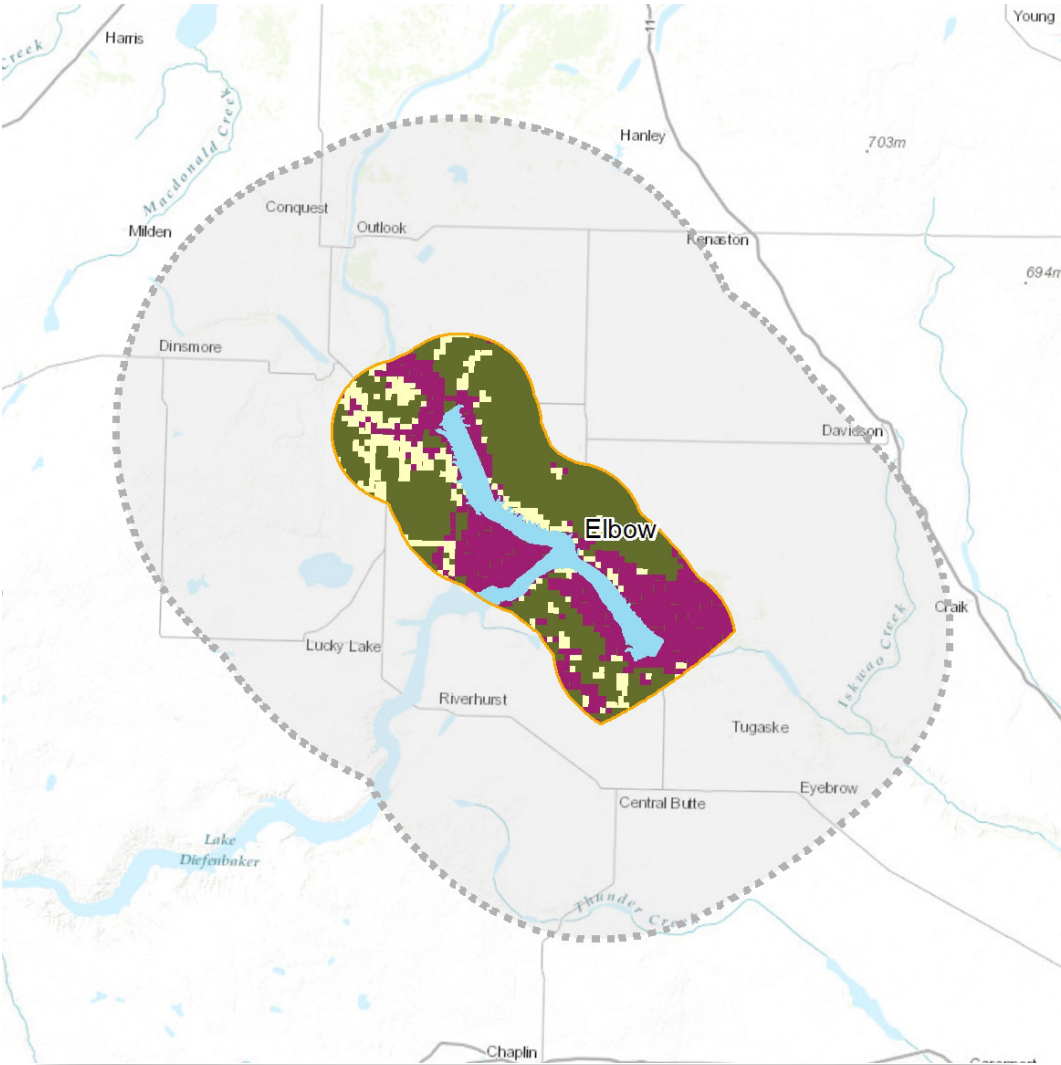 Young
Harris
Creek
11
Hanley
703m
Macdonald Creek
Conquest
Outlook
Milden
Kenaston
694m
Dinsmore
Davidson
Elbow
Craik
Iskwao Creek
Lucky Lake
Riverhurst
Tugaske
Eyebrow
Central Butte
Lake
Diefenbaker
Thunder Creek
Chaplin